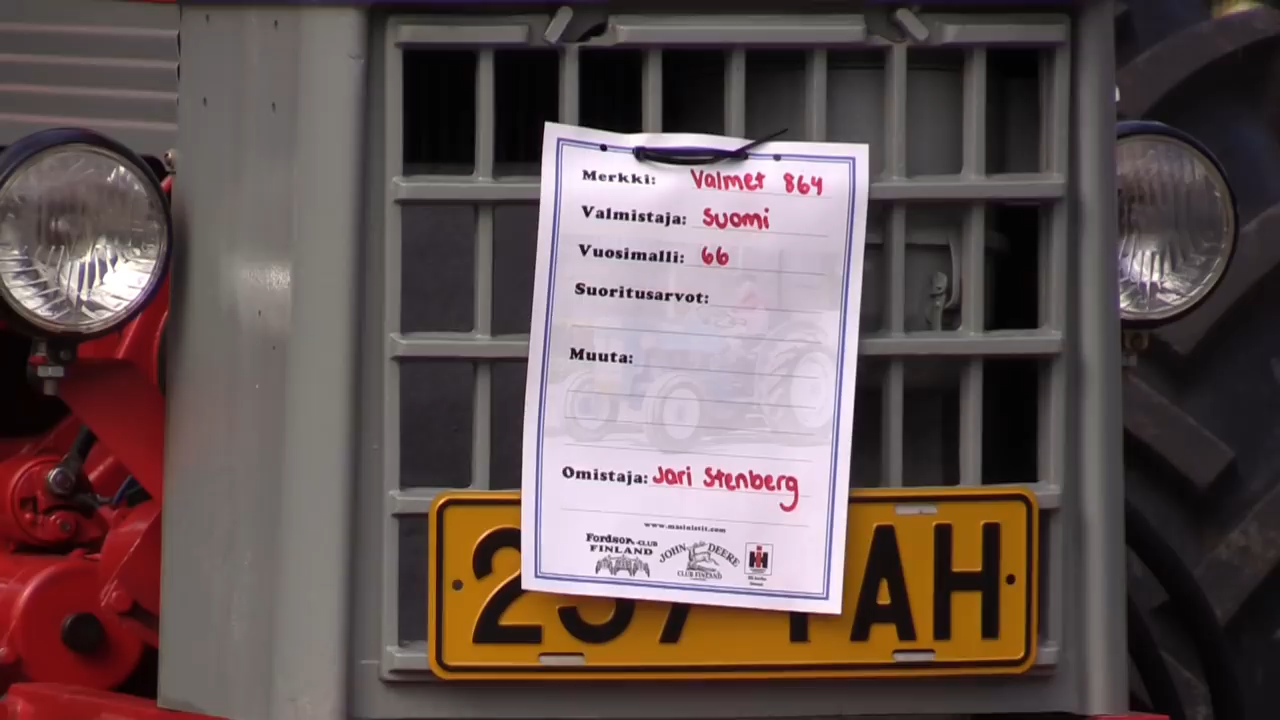 Merkki: Valmet 864
Valmistaja: Suomi
Vuosimalli: 66
Suoritusarvot:
Muuta:
Omistaja: Jari Stenberg
www.masinistit.com
Fordson-CLUB
FINLAND
JOHN DEERE
CLUB FINLAND
IH
AH